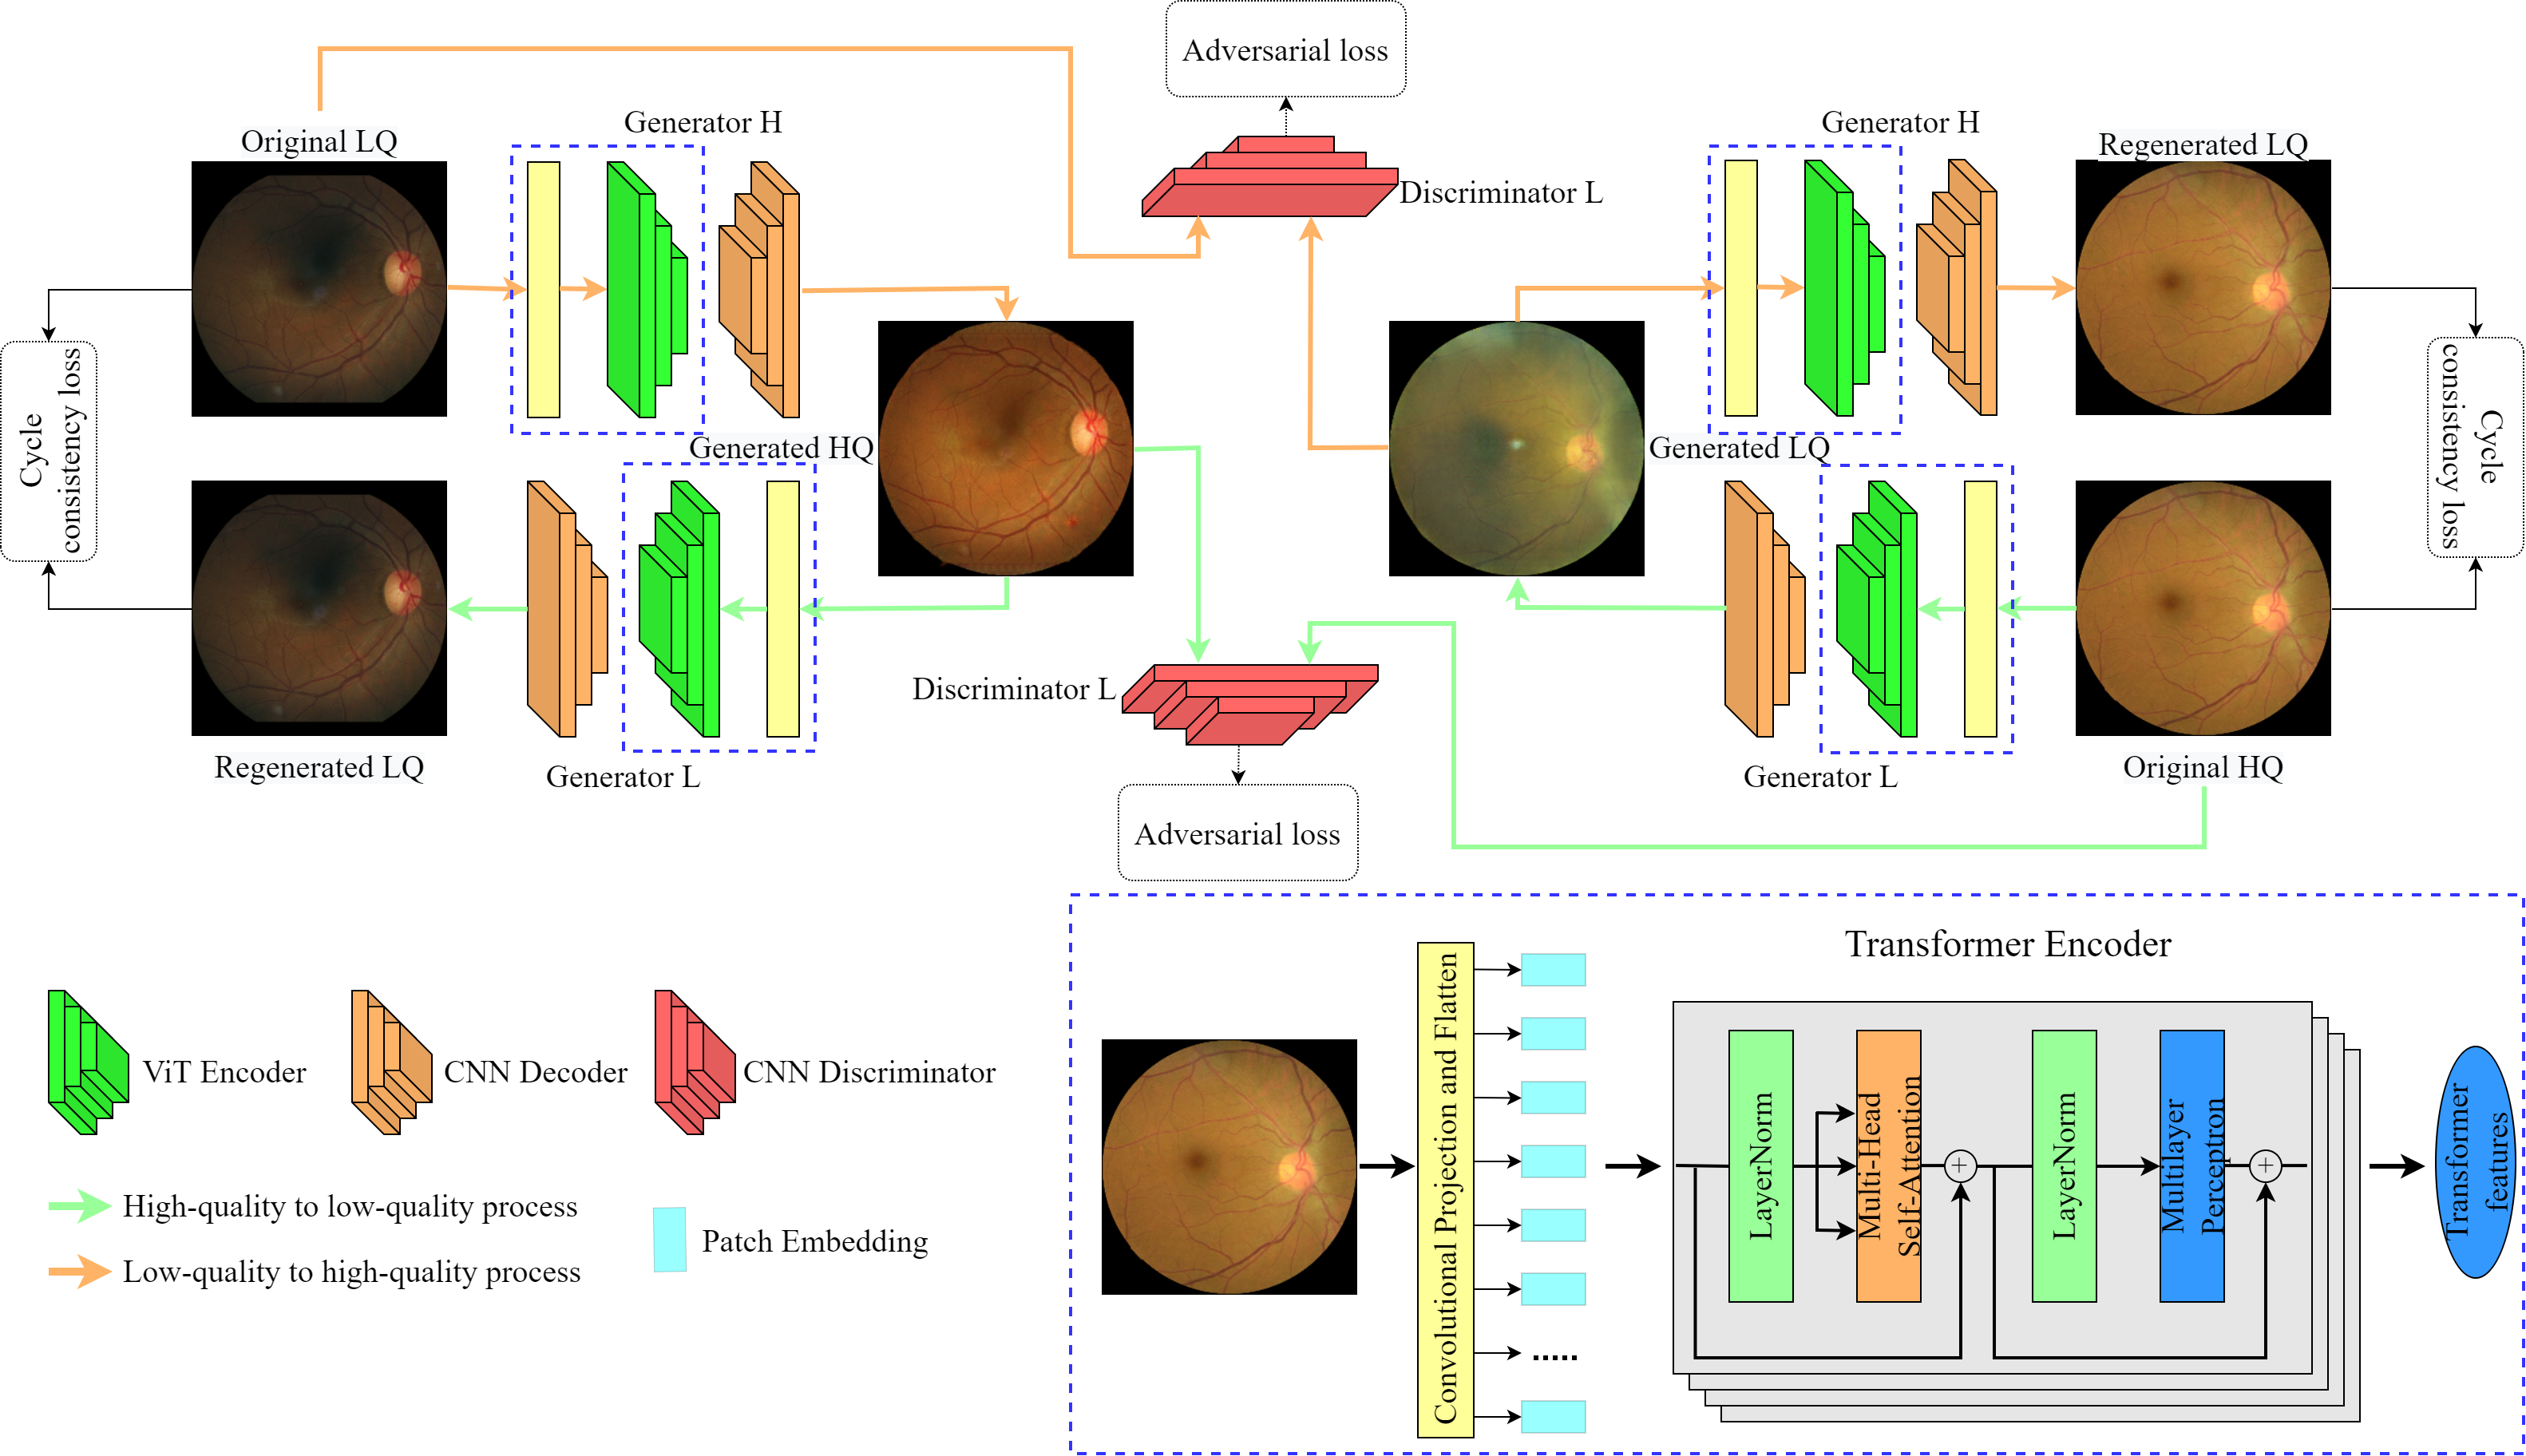 Adversarial loss
Generator H
Generator H
Original LQ
Regenerated LQ
Discriminator L
Cycle
consistency loss
Generated HQ
Generated LQ
Cycle
consistency loss
Discriminator L
Regenerated LQ
Generator L
Generator L
Original HQ
Adversarial loss
Transformer Encoder
ViT Encoder
CNN Decoder
CNN Discriminator
High-quality to low-quality process
Low-quality to high-quality process
Patch Embedding
Convolutional Projection and Flatten
......
LayerNorm
Multi-Head
Self-Attention
+
LayerNorm
Multilayer
Perceptron
+
Transformer
features